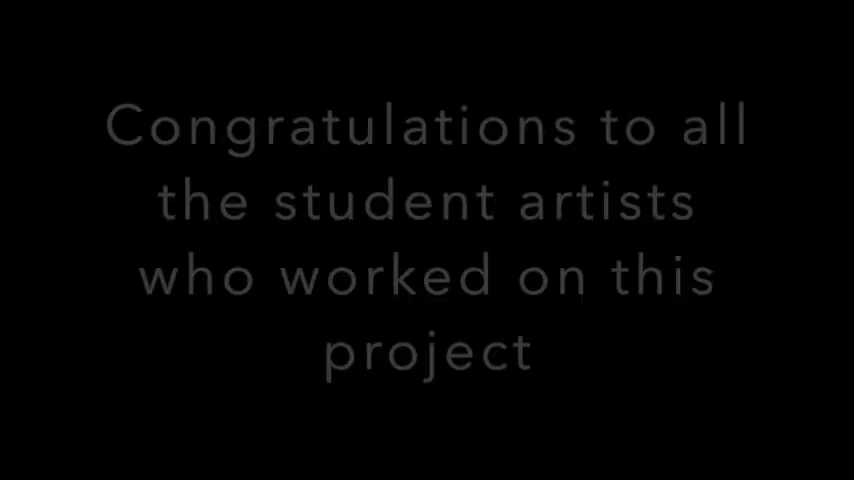 Congratulations to all
the student artists
who worked on this
project